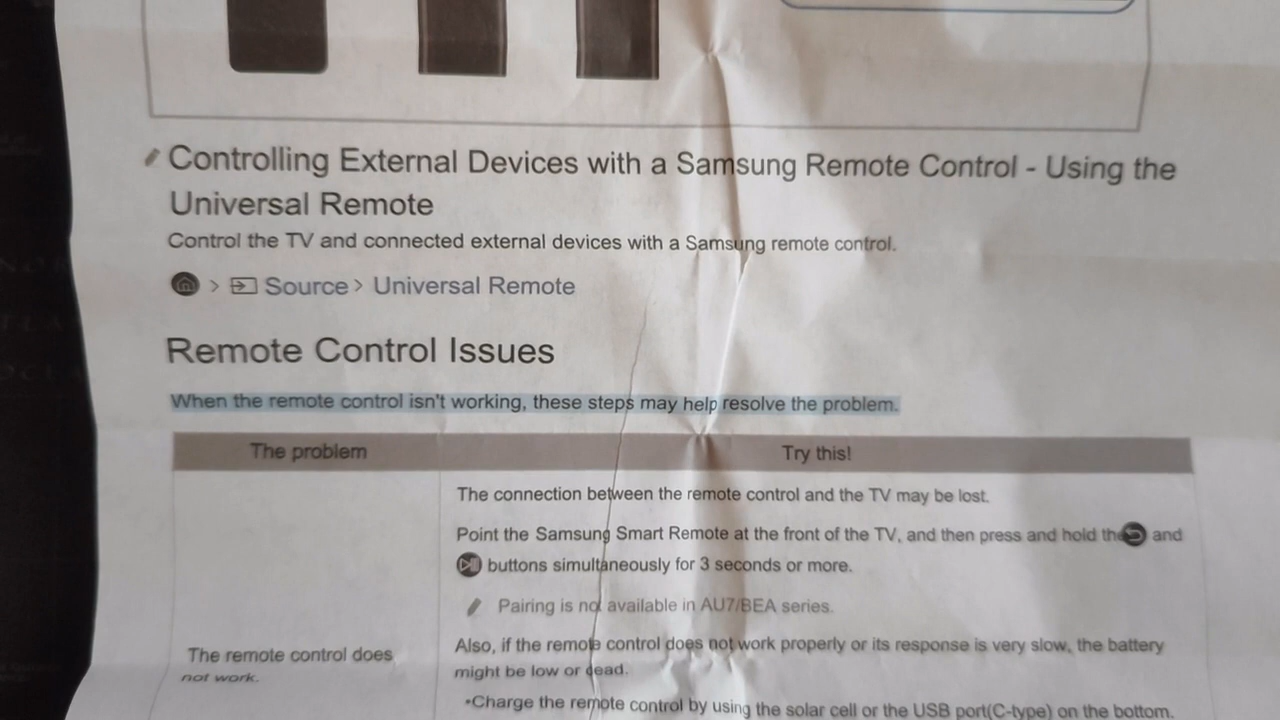 Controlling External Devices with a Samsung Remote Control - Using the
Universal Remote
Control the TV and connected external devices with a Samsung remote control.
> Source > Universal Remote
Remote Control Issues
When the remote control isn't working, these steps may help resolve the problem.
The problem
Try this!
The connection between the remote control and the TV may be lost.
Point the Samsung Smart Remote at the front of the TV, and then press and hold the and
buttons simultaneously for 3 seconds or more.
Pairing is not available in AU7/BEA series.
Also, if the remote control does not work properly or its response is very slow, the battery
might be low or dead.
•Charge the remote control by using the solar cell or the USB port(C-type) on the bottom.
The remote control does
not work.